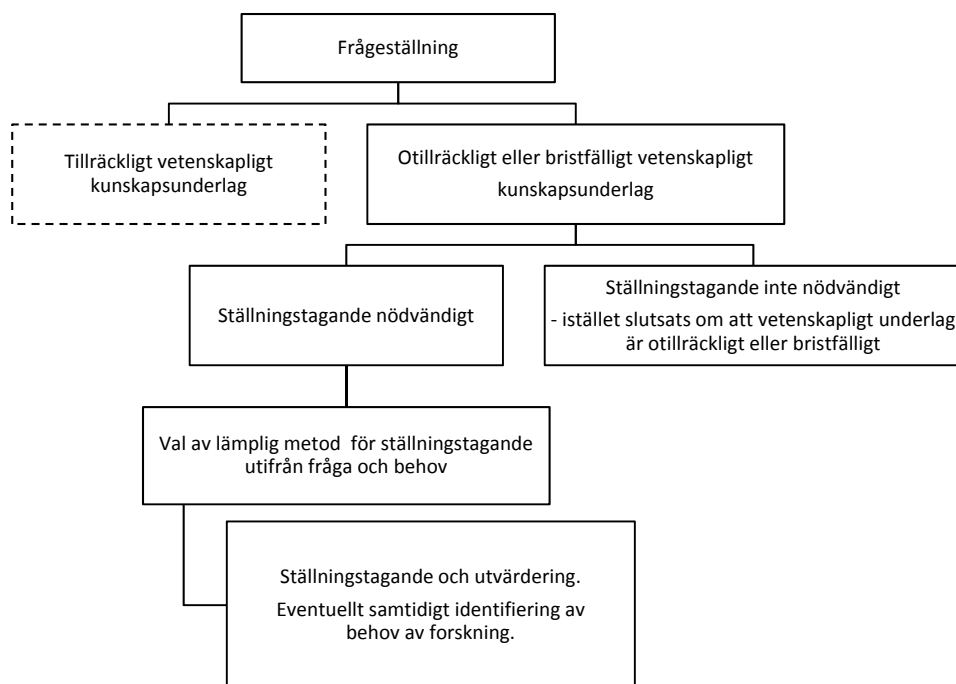 Frågeställning
Tillräckligt vetenskapligt
kunskapsunderlag
Otillräckligt eller bristfälligt vetenskapligt
kunskapsunderlag
Ställningstagande nödvändigt
Ställningstagande inte nödvändigt
- istället slutsats om att vetenskapligt underlag
är otillräckligt eller bristfälligt
Val av lämplig metod för ställningstagande
utifrån fråga och behov
Ställningstagande och utvärdering.
Eventuellt samtidigt identifiering av
behov av forskning.